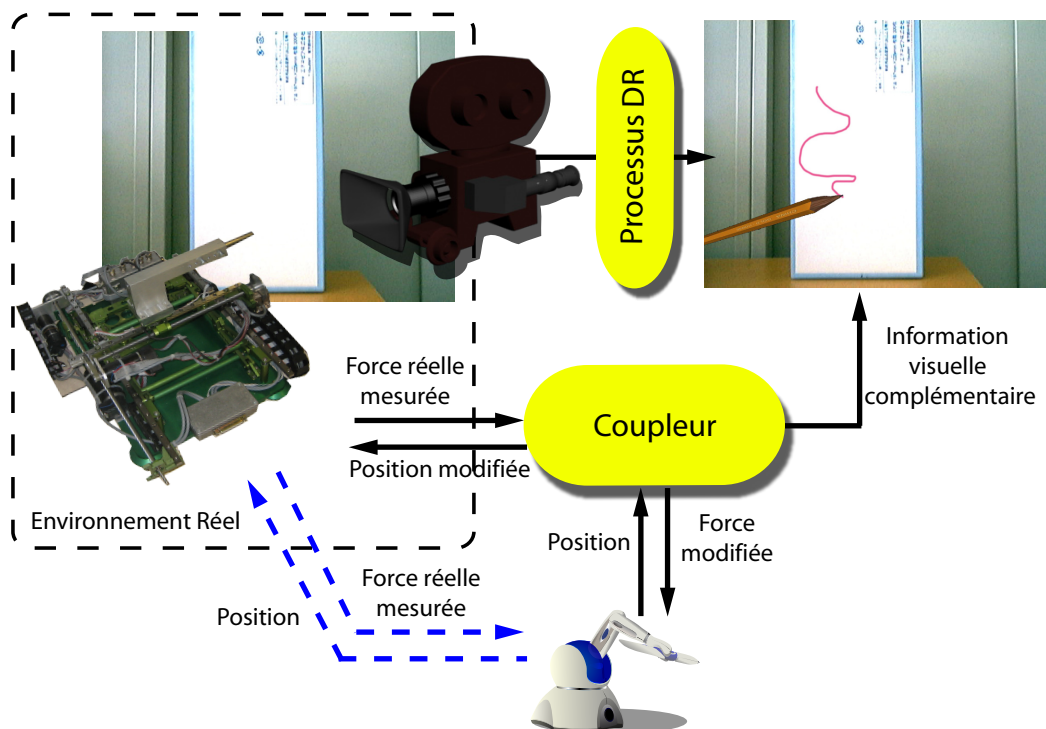 Processus DR
Information
visuelle
complémentaire
Force réelle
mesurée
Coupleur
Position modifiée
Environnement Réel
Position
Force
modifiée
Force réelle
mesurée
Position